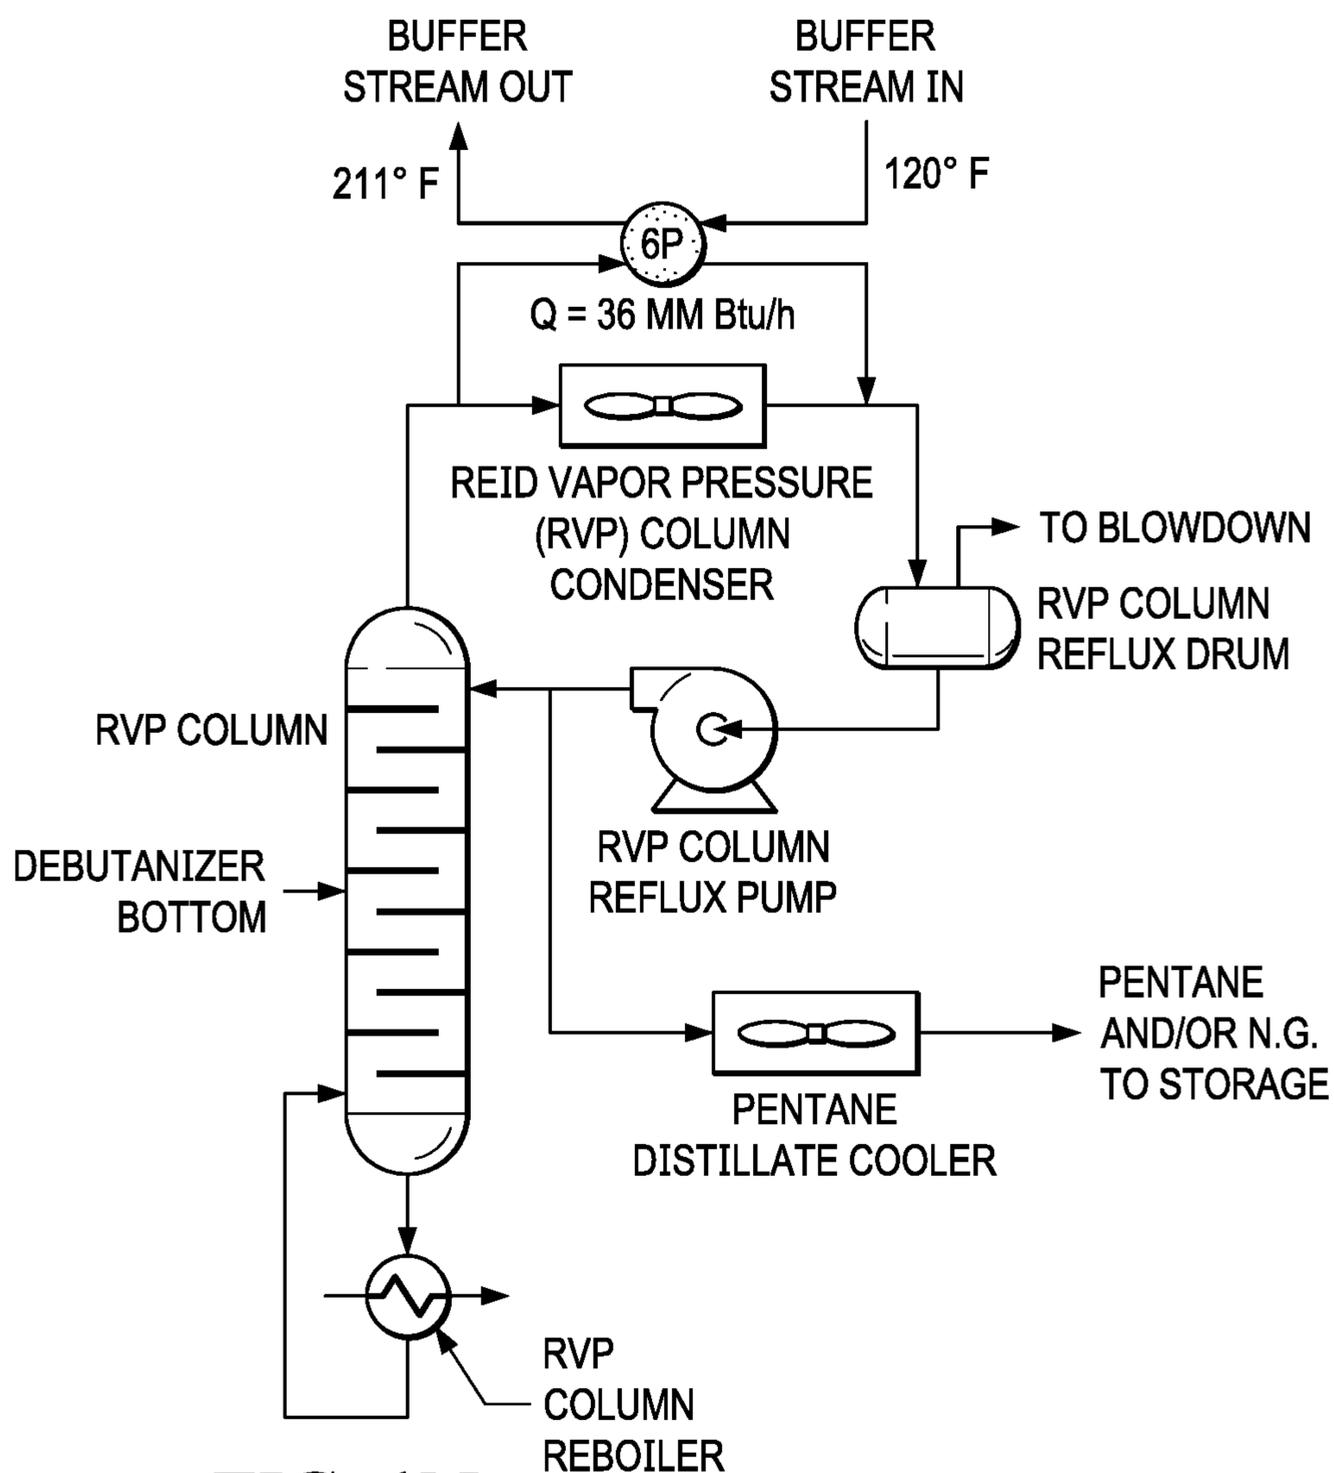 BUFFER
STREAM OUT
BUFFER
STREAM IN
211° F
120° F
6P
Q = 36 MM Btu/h
REID VAPOR PRESSURE
(RVP) COLUMN
CONDENSER
TO BLOWDOWN
RVP COLUMN
REFLUX DRUM
RVP COLUMN
RVP COLUMN
REFLUX PUMP
DEBUTANIZER
BOTTOM
PENTANE
AND/OR N.G.
TO STORAGE
PENTANE
DISTILLATE COOLER
RVP
COLUMN
REBOILER